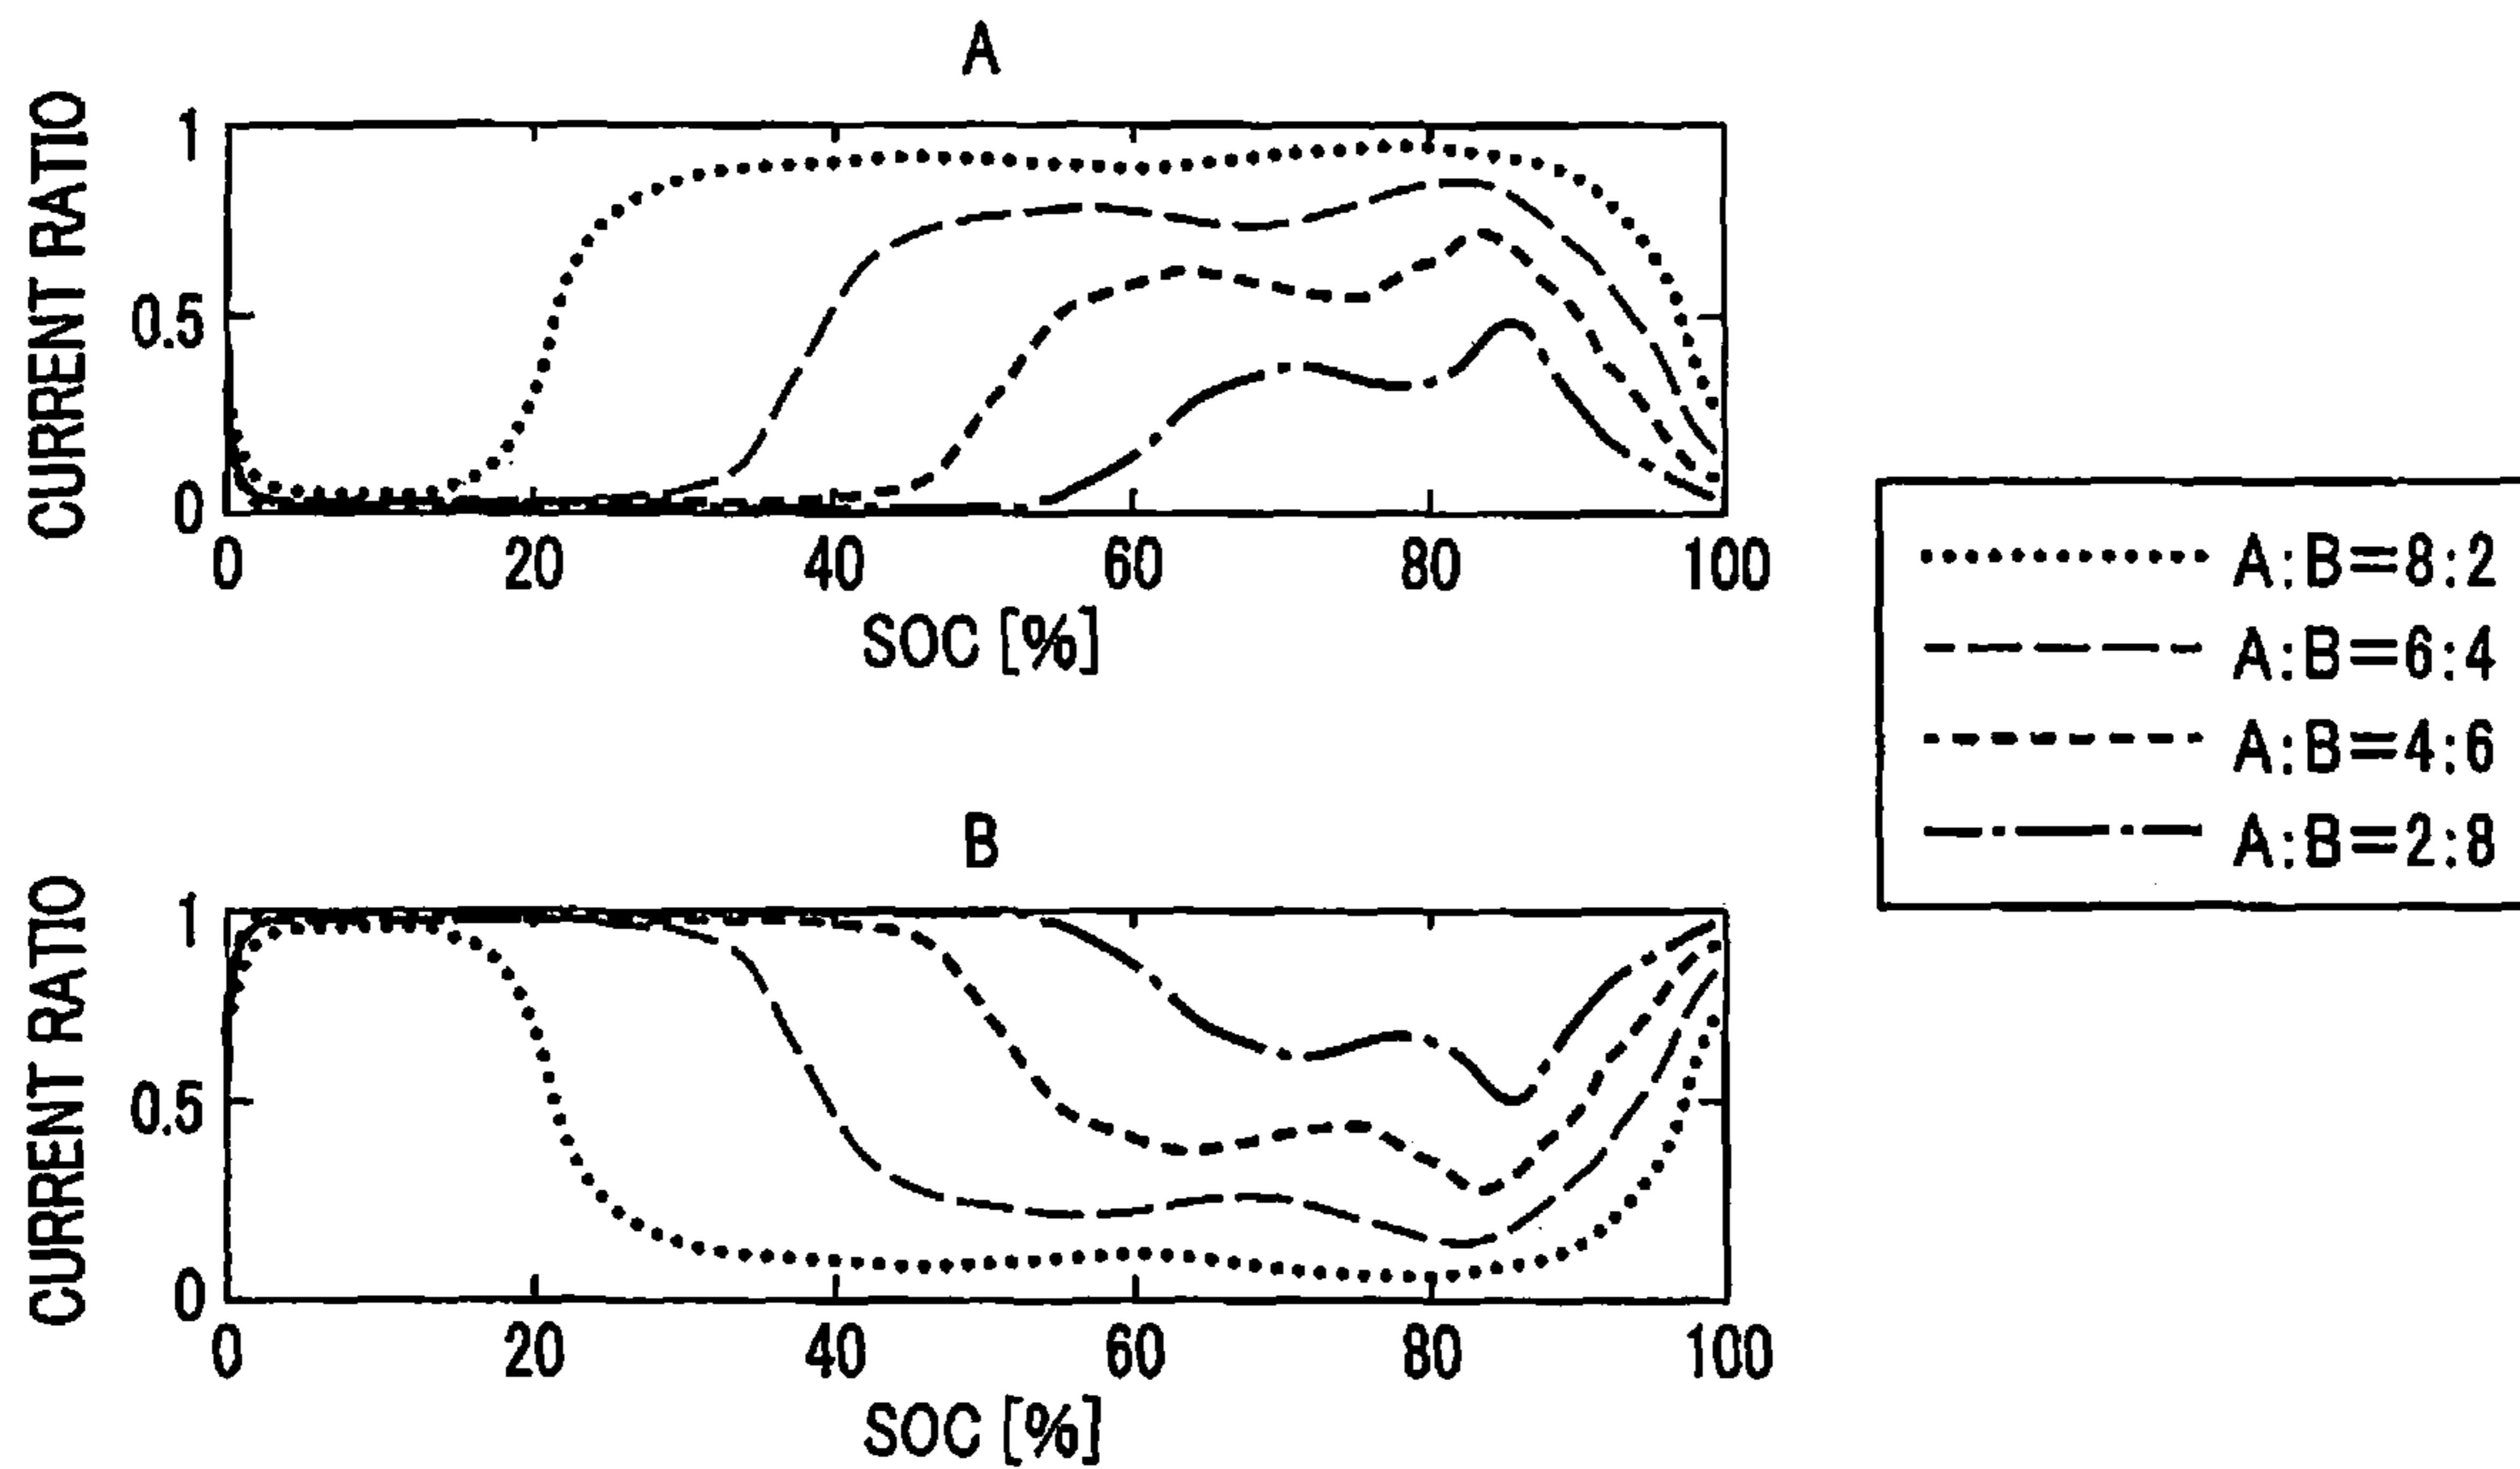 A
CURRENT RATIO
1
0.5
0
0 20 40 60 80 100
SOC [%]
A:B=8:2
A:B=6:4
A:B=4:6
A:B=2:8
B
CURRENT RATIO
1
0.5
0
0 20 40 60 80 100
SOC [%]